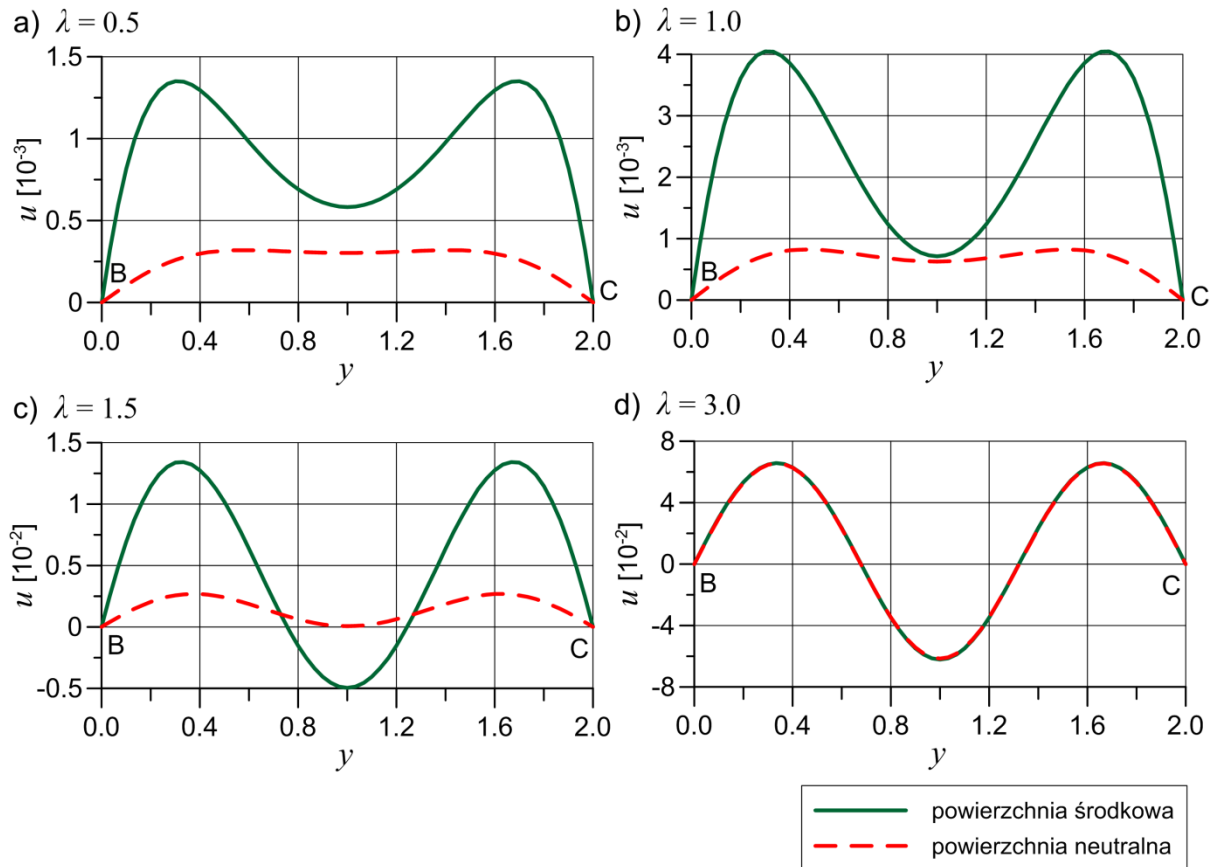 a) λ = 0.5
1.5
1
0.5
0
u [10-3]
B
C
0.0 0.4 0.8 1.2 1.6 2.0
y
b) λ = 1.0
4
3
2
1
0
u [10-3]
B
C
0.0 0.4 0.8 1.2 1.6 2.0
y
c) λ = 1.5
1.5
1
0.5
0
-0.5
u [10-2]
B
C
0.0 0.4 0.8 1.2 1.6 2.0
y
d) λ = 3.0
8
4
0
-4
-8
u [10-2]
B
C
0.0 0.4 0.8 1.2 1.6 2.0
y
powierzchnia środkowa
powierzchnia neutralna